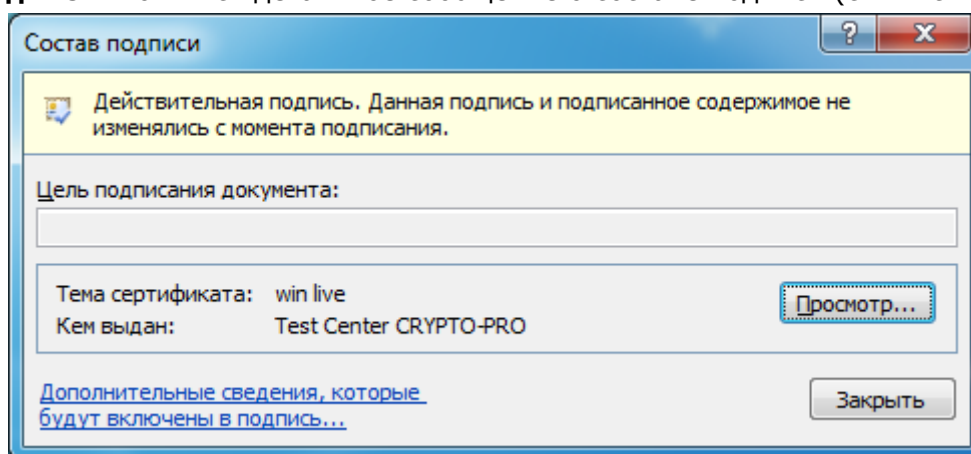 Состав подписи
Действительная подпись. Данная подпись и подписанное содержимое не
изменялись с момента подписания.
Цель подписания документа:
Тема сертификата: win live
Кем выдан: Test Center CRYPTO-PRO
Просмотр...
Дополнительные сведения, которые
будут включены в подпись...
Закрыть